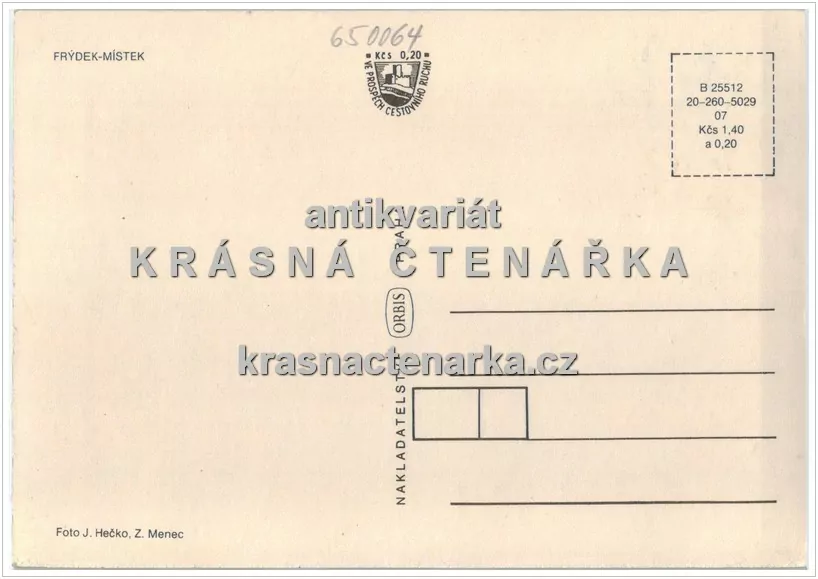 650064
FRÝDEK-MÍSTEK
Kčs 0,20
VE PROSPĚCH CESTOVNÍHO RUCHU
B 25512
20-260-5029
07
Kčs 1,40
a 0,20
antikvariát
KRÁSNÁ ČTENÁŘKA
krasnactenarka.cz
NAKLADATELSTVÍ ORBIS PRAHA
Foto J. Hečko, Z. Menec